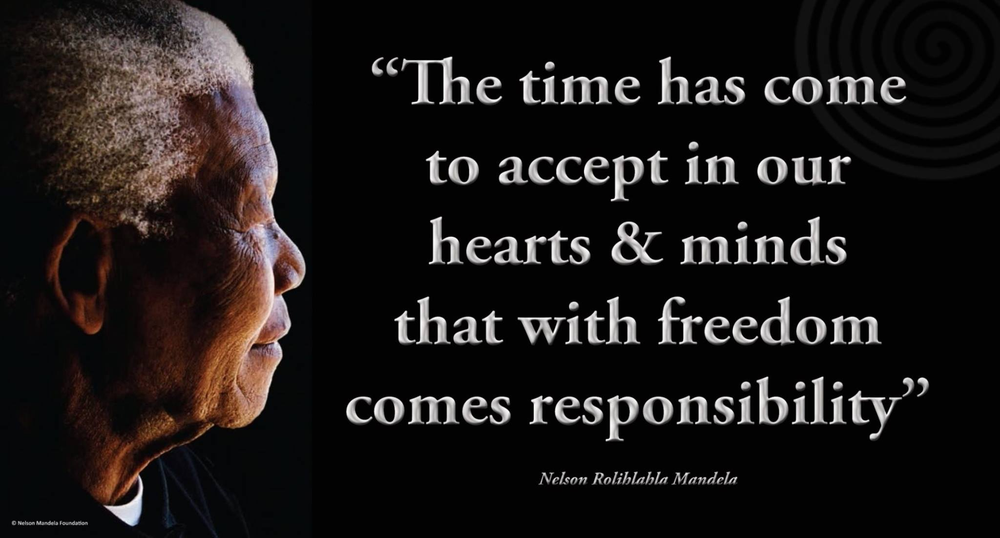 “The time has come
to accept in our
hearts & minds
that with freedom
comes responsibility”
Nelson Rolihlahla Mandela
© Nelson Mandela Foundation